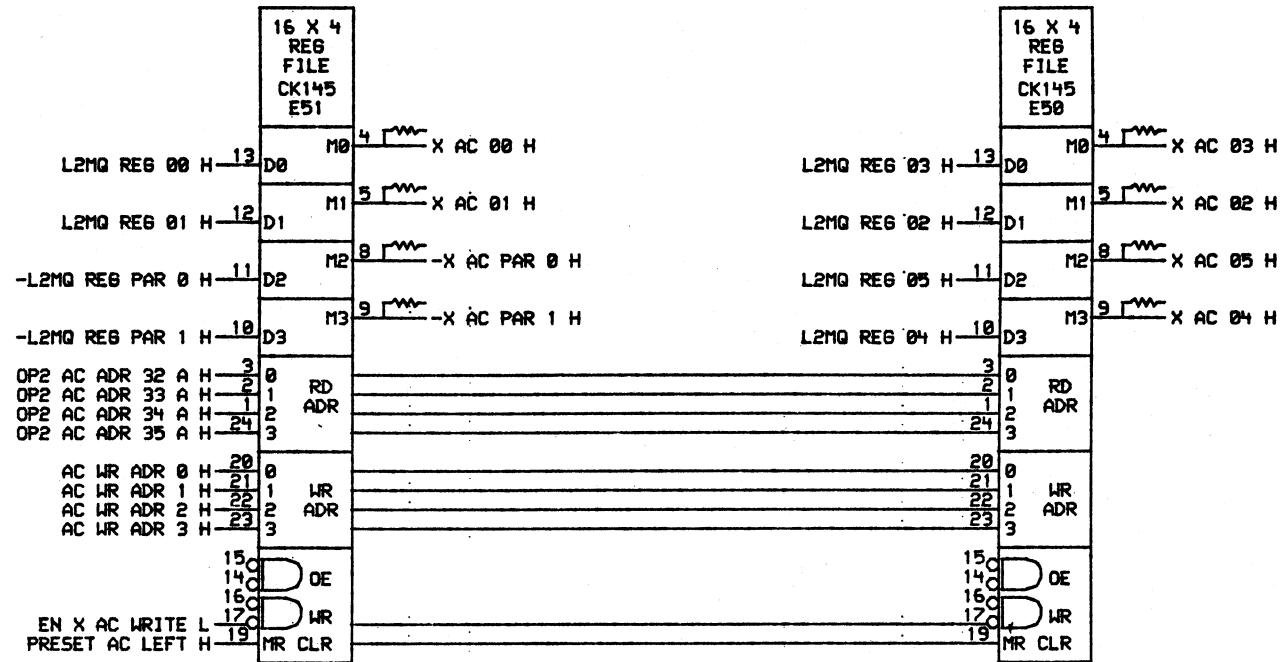 16 X 4
REG
FILE
CK145
E51
16 X 4
REG
FILE
CK145
E50
M0 4 X AC 00 H
L2MQ REG 00 H 13 D0
M1 5 X AC 01 H
L2MQ REG 01 H 12 D1
M2 8 -X AC PAR 0 H
-L2MQ REG PAR 0 H 11 D2
M3 9 -X AC PAR 1 H
-L2MQ REG PAR 1 H 10 D3
M0 4 X AC 03 H
L2MQ REG 03 H 13 D0
M1 5 X AC 02 H
L2MQ REG 02 H 12 D1
M2 8 X AC 05 H
L2MQ REG 05 H 11 D2
M3 9 X AC 04 H
L2MQ REG 04 H 10 D3
OP2 AC ADR 32 A H 3 0
OP2 AC ADR 33 A H 2 1
OP2 AC ADR 34 A H 1 2
OP2 AC ADR 35 A H 24 3
RD
ADR
3 0
2 1
1 2
24 3
RD
ADR
AC WR ADR 0 H 20 0
AC WR ADR 1 H 21 1
AC WR ADR 2 H 22 2
AC WR ADR 3 H 23 3
WR
ADR
20 0
21 1
22 2
23 3
WR
ADR
15
14 OE
16
EN X AC WRITE L 17 WR
PRESET AC LEFT H 19 MR CLR
15
14 OE
16
17 WR
19 MR CLR